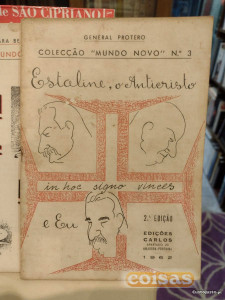 de SÃO CIPRIANO!
GENERAL PROTERO
COLECÇÃO "MUNDO NOVO" N.º 3
Estaline, o Anticristo
in hoc signo vinces
e Eu
2.ª EDIÇÃO
EDIÇÕES
CARLOS
1962
coisas